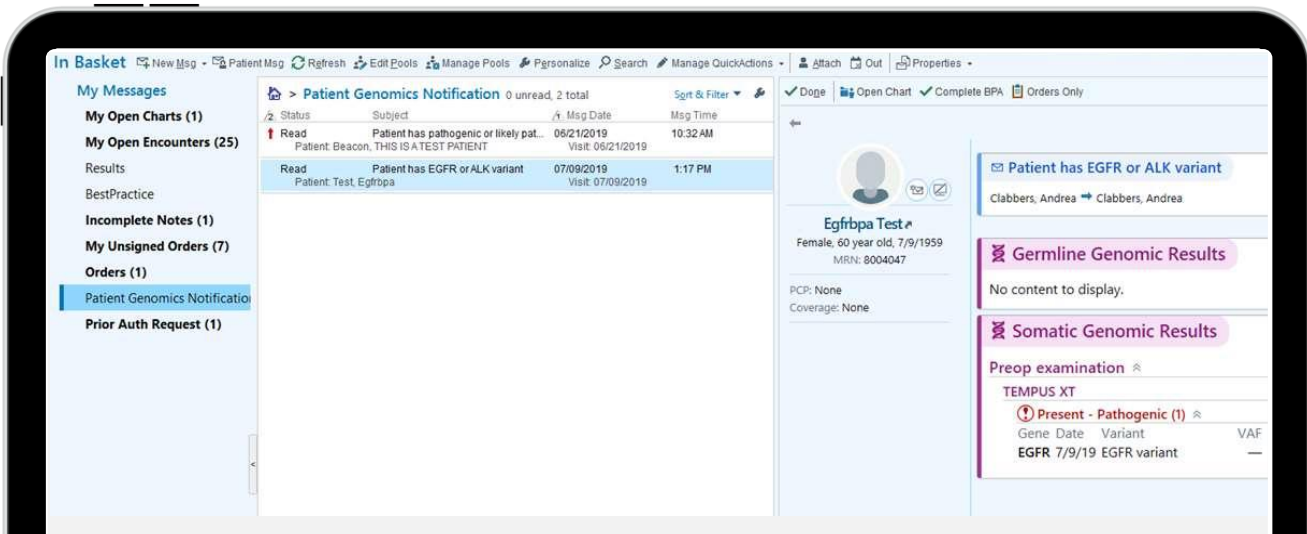 In Basket New Msg Patient Msg Refresh Edit Pools Manage Pools Personalize Search Manage QuickActions Attach Out Properties
My Messages
My Open Charts (1)
My Open Encounters (25)
Results
BestPractice
Incomplete Notes (1)
My Unsigned Orders (7)
Orders (1)
Patient Genomics Notificatio
Prior Auth Request (1)
> Patient Genomics Notification 0 unread, 2 total Sort & Filter
Status Subject Msg Date Msg Time
Read Patient has pathogenic or likely pat... 06/21/2019 10:32 AM
Patient: Beacon, THIS IS A TEST PATIENT Visit: 06/21/2019
Read Patient has EGFR or ALK variant 07/09/2019 1:17 PM
Patient: Test, Egfrbpa Visit: 07/09/2019
Done Open Chart Complete BPA Orders Only
Egfrbpa Test
Female, 60 year old, 7/9/1959
MRN: 8004047
PCP: None
Coverage: None
Patient has EGFR or ALK variant
Clabbers, Andrea → Clabbers, Andrea
Germline Genomic Results
No content to display.
Somatic Genomic Results
Preop examination
TEMPUS XT
Present - Pathogenic (1)
Gene Date Variant VAF
EGFR 7/9/19 EGFR variant —